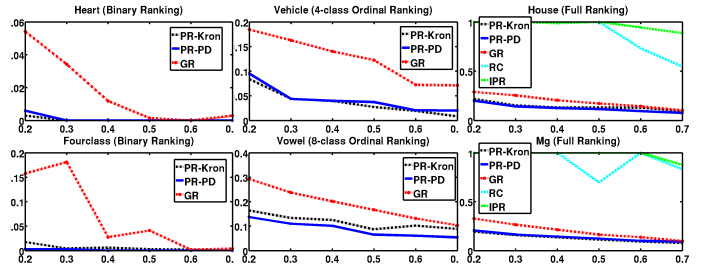 Heart (Binary Ranking)
.06
.04
.02
0
0.2 0.3 0.4 0.5 0.6 0.
PR-Kron
PR-PD
GR
Vehicle (4-class Ordinal Ranking)
0.2
0.15
0.1
0.05
0
0.2 0.3 0.4 0.5 0.6 0.
PR-Kron
PR-PD
GR
House (Full Ranking)
1
0.5
0
0.2 0.3 0.4 0.5 0.6 0.7
PR-Kron
PR-PD
GR
RC
IPR
Fourclass (Binary Ranking)
0.2
0.15
0.1
0.05
0
0.2 0.3 0.4 0.5 0.6 0.
PR-Kron
PR-PD
GR
Vowel (8-class Ordinal Ranking)
0.4
0.3
0.2
0.1
0
0.2 0.3 0.4 0.5 0.6 0.
PR-Kron
PR-PD
GR
Mg (Full Ranking)
1
0.5
0
0.2 0.3 0.4 0.5 0.6 0.7
PR-Kron
PR-PD
GR
RC
IPR